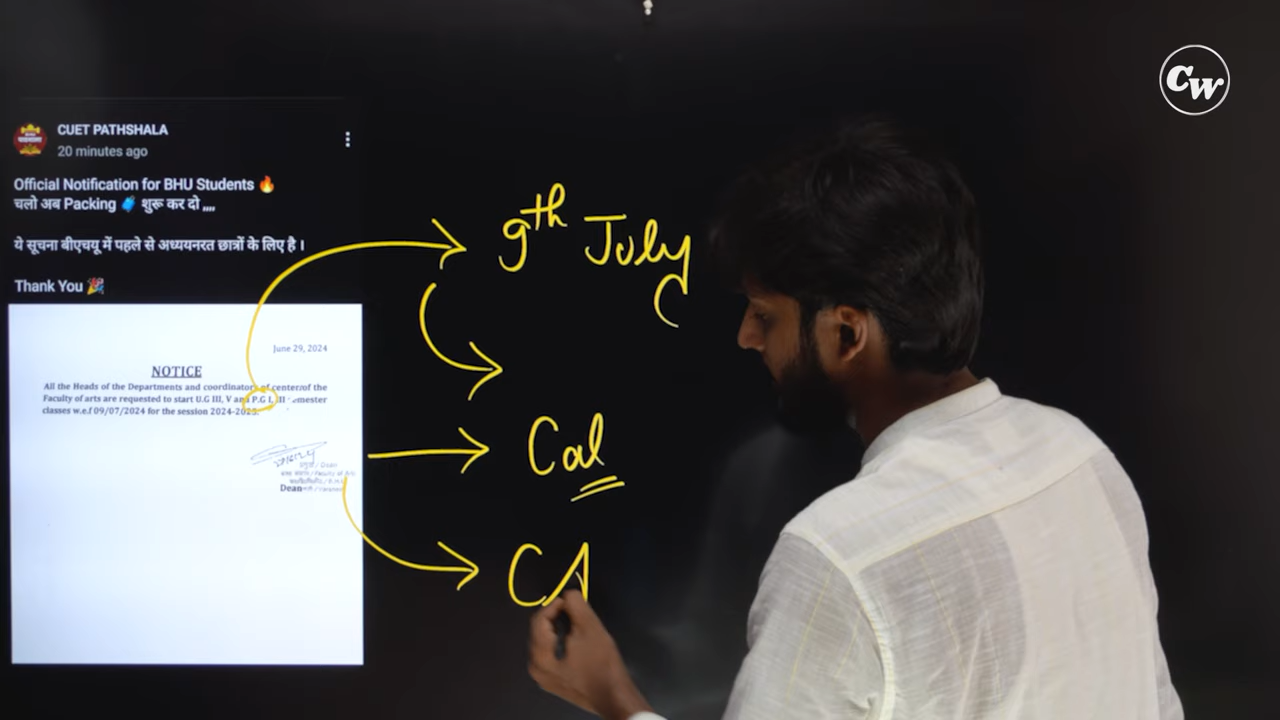 CW
CUET PATHSHALA
20 minutes ago
Official Notification for BHU Students 🔥
चलो अब Packing 🧳 शुरू कर दो ,,,,
ये सूचना बीएचयू में पहले से अध्ययनरत छात्रों के लिए है ।
Thank You 🎉
June 29, 2024
NOTICE
All the Heads of the Departments and coordinators of center of the
Faculty of arts are requested to start U.G III, V and P.G I, III
classes w.e.f 09/07/2024 for the session 2024-2025.
Dean
9th July
Cal
CA